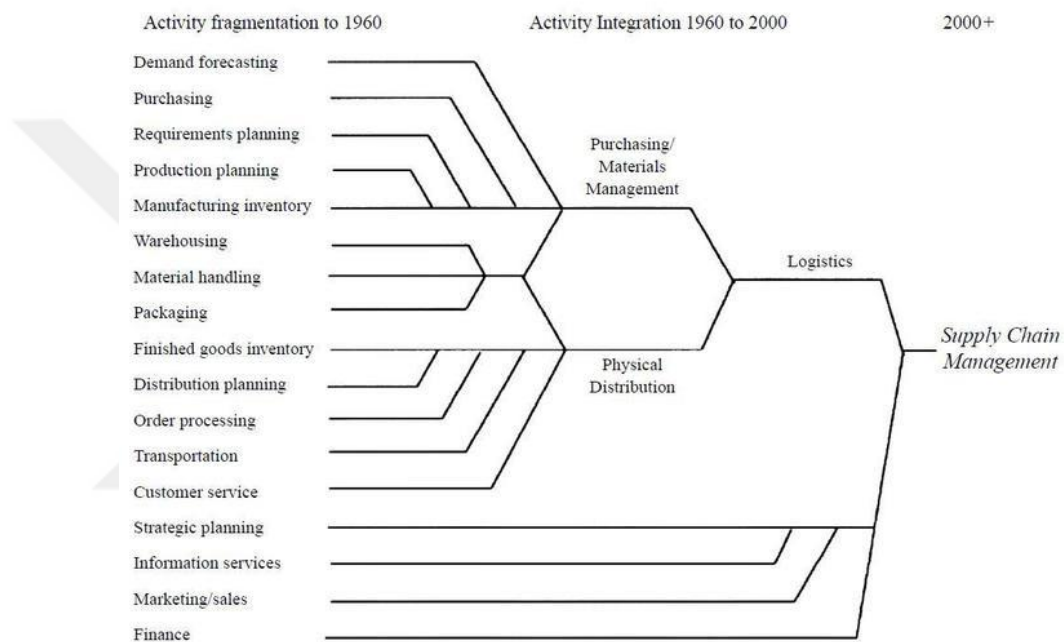 Activity fragmentation to 1960
Activity Integration 1960 to 2000
2000+
Demand forecasting
Purchasing
Requirements planning
Production planning
Manufacturing inventory
Warehousing
Material handling
Packaging
Finished goods inventory
Distribution planning
Order processing
Transportation
Customer service
Strategic planning
Information services
Marketing/sales
Finance
Purchasing/
Materials
Management
Physical
Distribution
Logistics
Supply Chain
Management